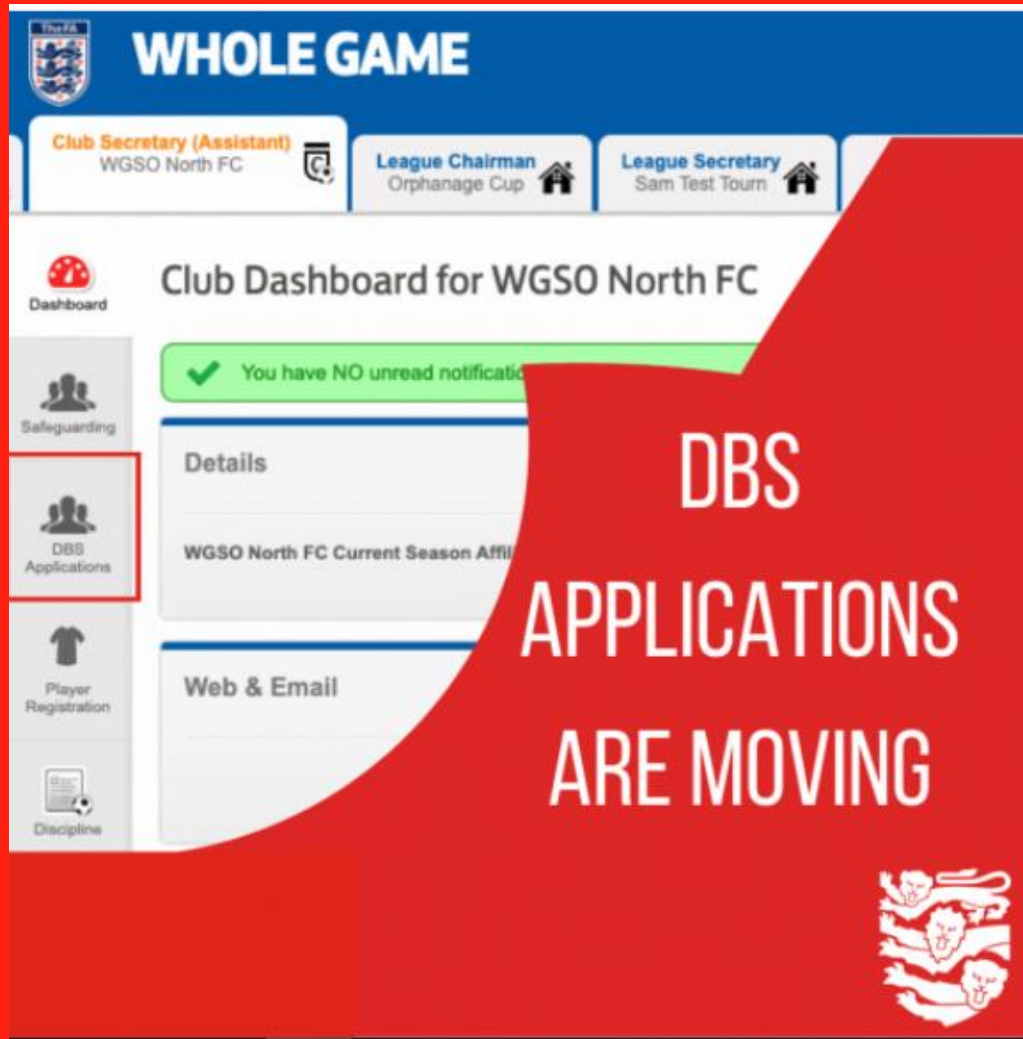 The FA
WHOLE GAME
Club Secretary (Assistant)
WGSO North FC
League Chairman
Orphanage Cup
League Secretary
Sam Test Tourn
Dashboard
Club Dashboard for WGSO North FC
You have NO unread notificatio
Safeguarding
Details
DBS
Applications
WGSO North FC Current Season Affil
Player
Registration
Web & Email
Discipline
DBS
APPLICATIONS
ARE MOVING